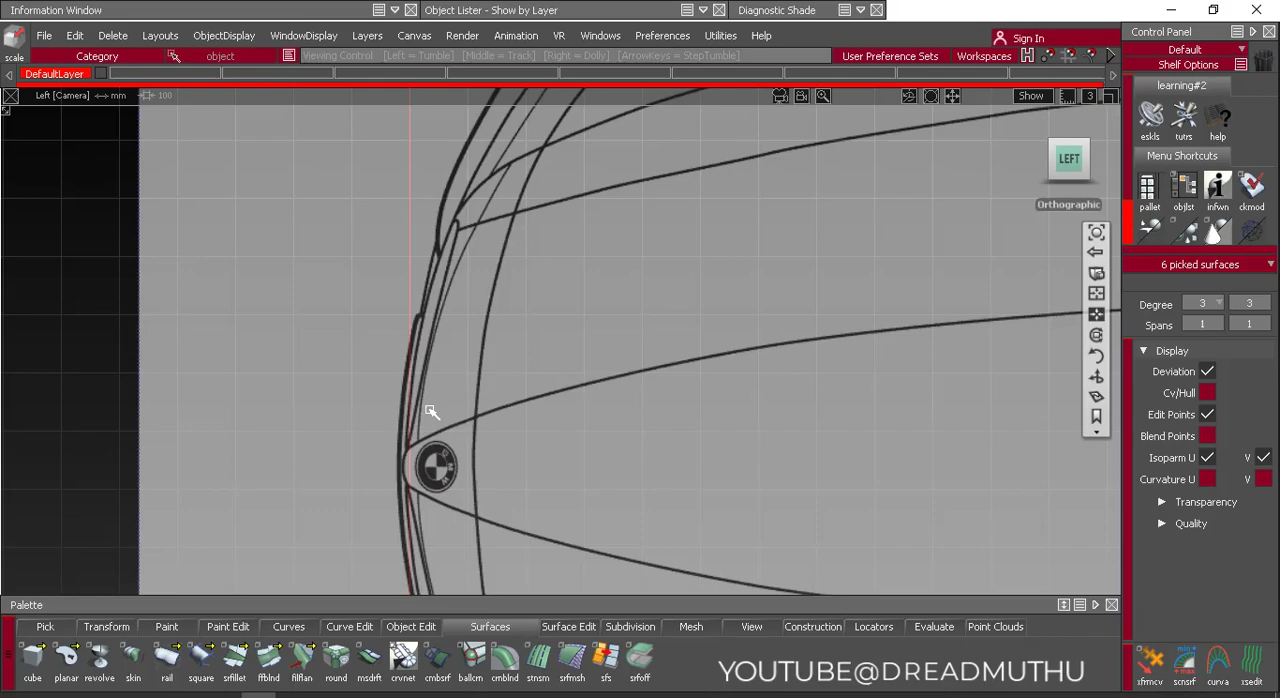 Information Window
Object Lister - Show by Layer
Diagnostic Shade
File Edit Delete Layouts ObjectDisplay WindowDisplay Layers Canvas Render Animation VR Windows Preferences Utilities Help
Sign In
Control Panel
scale
Category
object
Viewing Control [Left = Tumble] [Middle = Track] [Right = Dolly] [ArrowKeys = StepTumble]
User Preference Sets
Workspaces
Default
Shelf Options
DefaultLayer
Left [Camera] mm 100
Show
3
learning#2
eskls tutrs help
LEFT
Orthographic
Menu Shortcuts
pallet objlst infwn ckmod
6 picked surfaces
Degree 3 3
Spans 1 1
Display
Deviation
Cv/Hull
Edit Points
Blend Points
Isoparm U V
Curvature U V
Transparency
Quality
BMW
Palette
Pick Transform Paint Paint Edit Curves Curve Edit Object Edit Surfaces Surface Edit Subdivision Mesh View Construction Locators Evaluate Point Clouds
cube planar revolve skin rail square srfillet ffblnd filflan round msdrft crvnet cmbsrf ballcrn cmblnd stnsm srfmsh sfs srfoff
YOUTUBE@DREADMUTHU
xfrmcv scnsrf curva xsedit